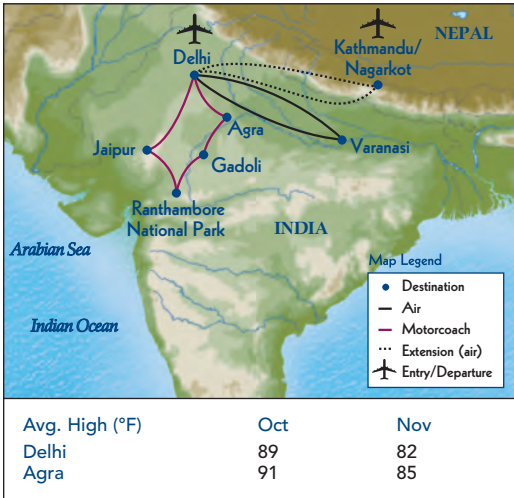 NEPAL
Kathmandu/
Nagarkot
Delhi
Agra
Varanasi
Jaipur
Gadoli
Ranthambore
National Park
INDIA
Arabian Sea
Indian Ocean
Map Legend
Destination
Air
Motorcoach
Extension (air)
Entry/Departure
Avg. High (°F) Oct Nov
Delhi 89 82
Agra 91 85